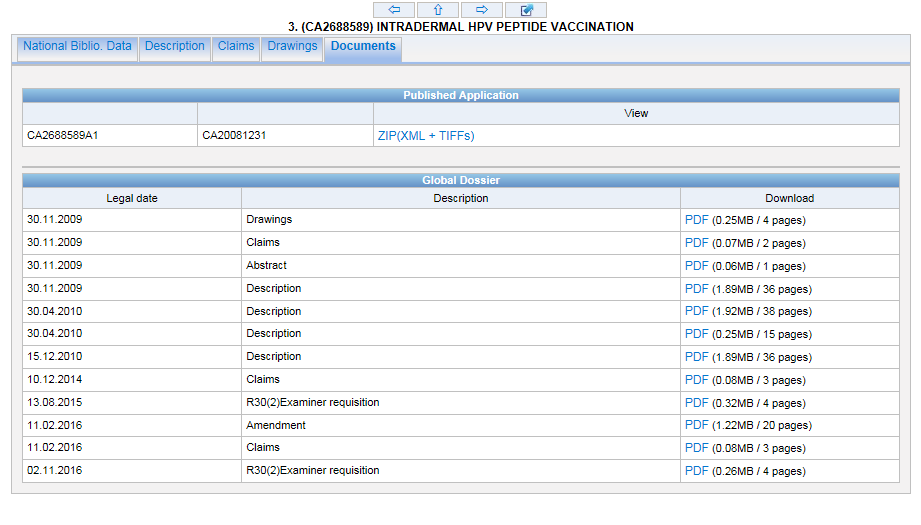 3. (CA2688589) INTRADERMAL HPV PEPTIDE VACCINATION
National Biblio. Data Description Claims Drawings Documents
Published Application
View
CA2688589A1 CA20081231 ZIP(XML + TIFFs)
Global Dossier
Legal date Description Download
30.11.2009 Drawings PDF (0.25MB / 4 pages)
30.11.2009 Claims PDF (0.07MB / 2 pages)
30.11.2009 Abstract PDF (0.06MB / 1 pages)
30.11.2009 Description PDF (1.89MB / 36 pages)
30.04.2010 Description PDF (1.92MB / 38 pages)
30.04.2010 Description PDF (0.25MB / 15 pages)
15.12.2010 Description PDF (1.89MB / 36 pages)
10.12.2014 Claims PDF (0.08MB / 3 pages)
13.08.2015 R30(2)Examiner requisition PDF (0.32MB / 4 pages)
11.02.2016 Amendment PDF (1.22MB / 20 pages)
11.02.2016 Claims PDF (0.08MB / 3 pages)
02.11.2016 R30(2)Examiner requisition PDF (0.26MB / 4 pages)